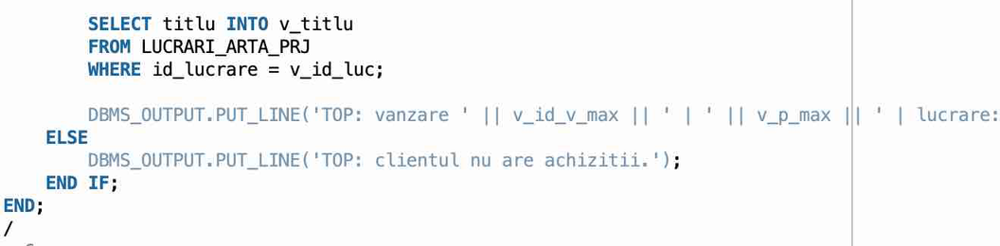 SELECT titlu INTO v_titlu
FROM LUCRARI_ARTA_PRJ
WHERE id_lucrare = v_id_luc;
DBMS_OUTPUT.PUT_LINE('TOP: vanzare ' || v_id_v_max || ' | ' || v_p_max || ' | lucrare:
ELSE
DBMS_OUTPUT.PUT_LINE('TOP: clientul nu are achizitii.');
END IF;
END;
/